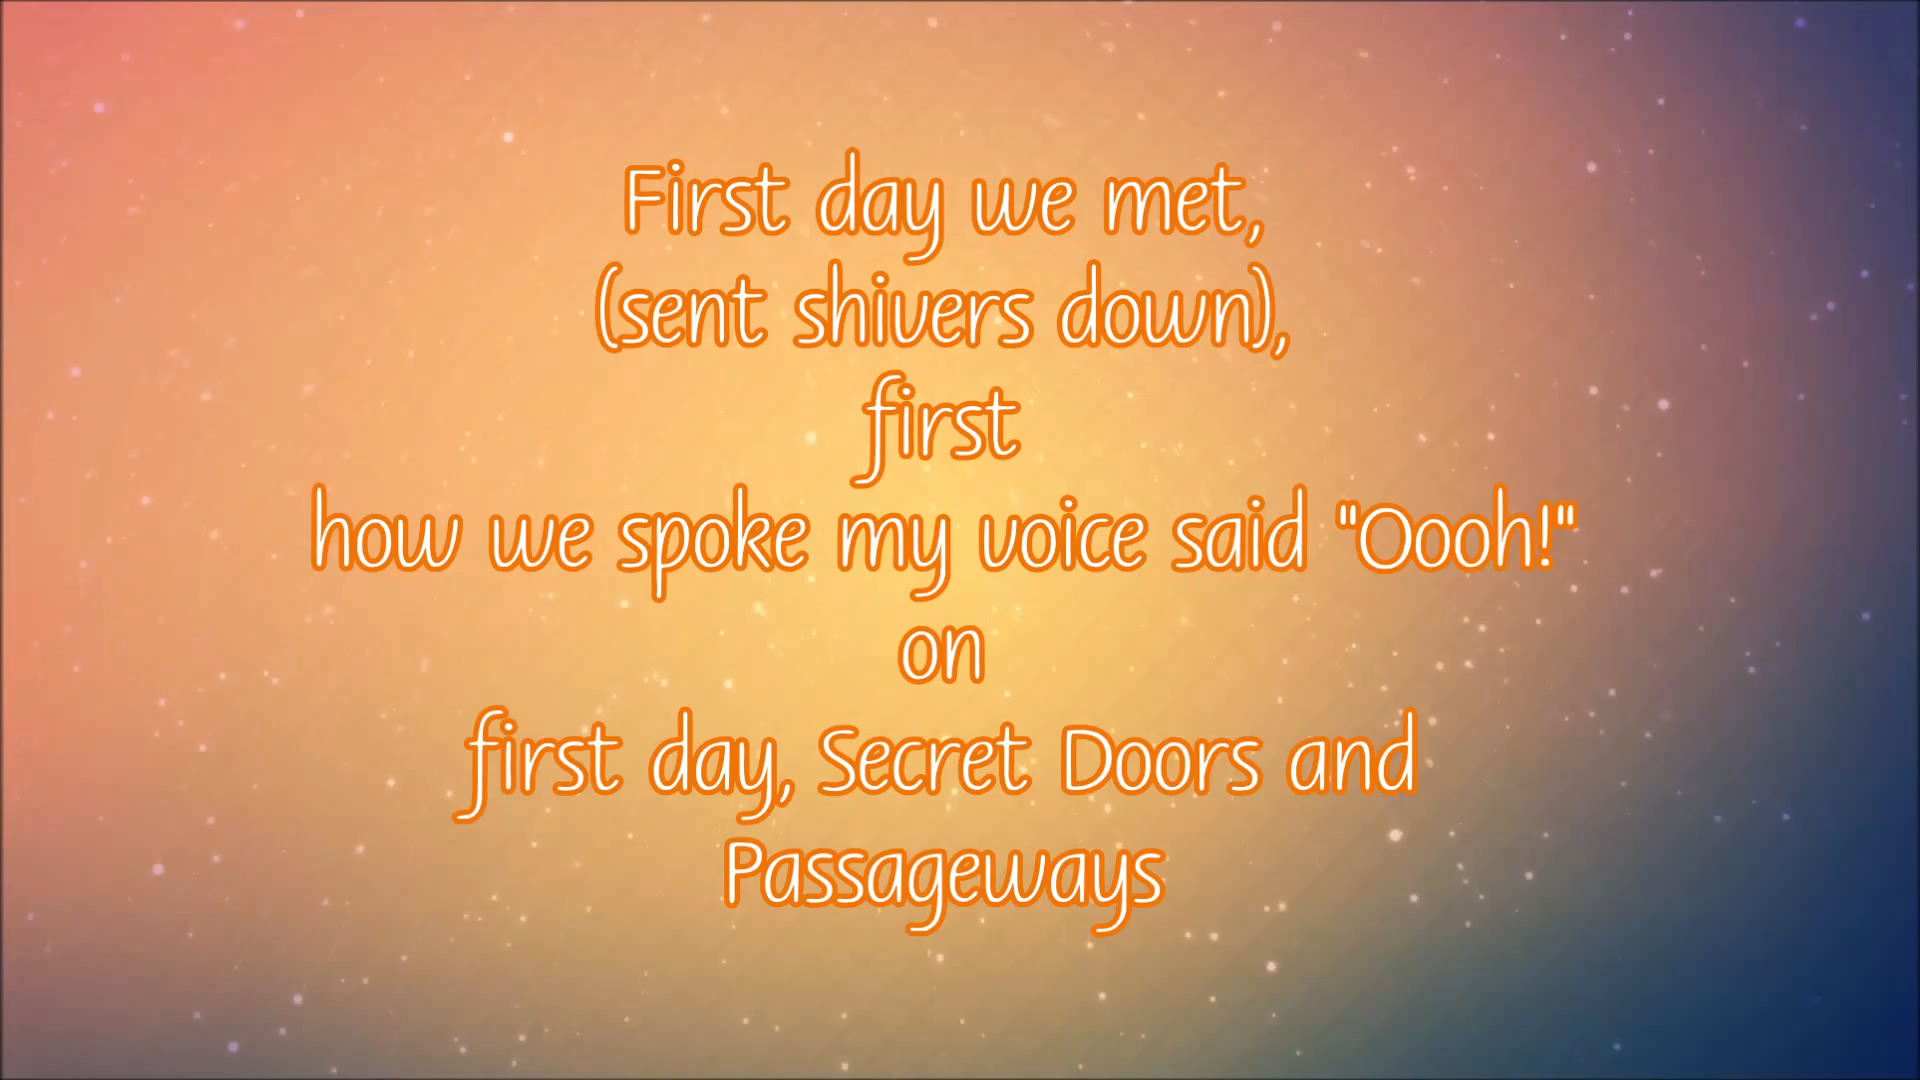 First day we met,
(sent shivers down),
first
how we spoke my voice said "Oooh!"
on
first day, Secret Doors and
Passageways